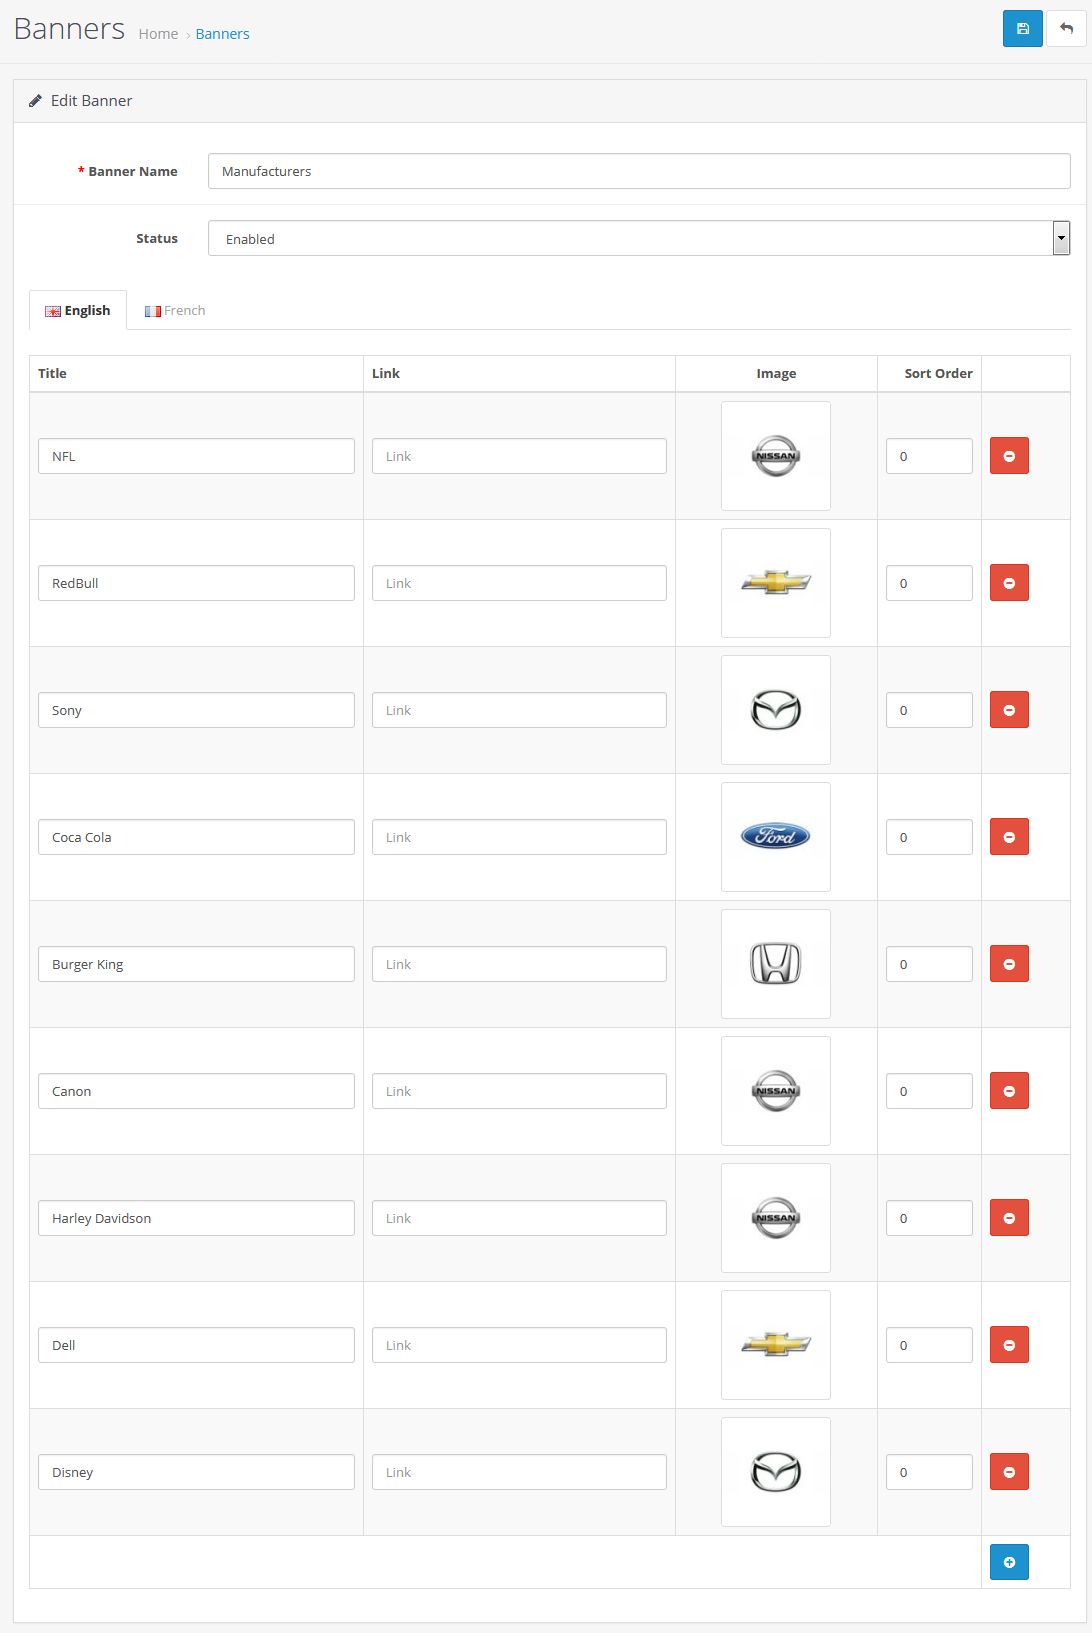 Banners Home › Banners
Edit Banner
* Banner Name Manufacturers
Status Enabled
English French
Title Link Image Sort Order
NFL Link NISSAN 0
RedBull Link 0
Sony Link 0
Coca Cola Link Ford 0
Burger King Link 0
Canon Link NISSAN 0
Harley Davidson Link NISSAN 0
Dell Link 0
Disney Link 0